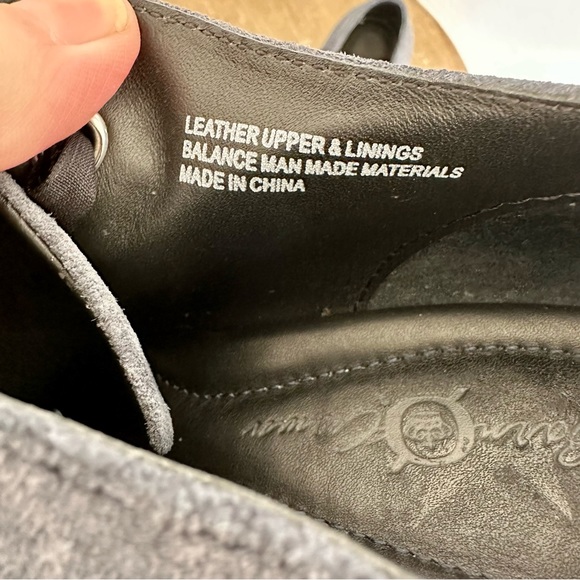 LEATHER UPPER & LININGS
BALANCE MAN MADE MATERIALS
MADE IN CHINA